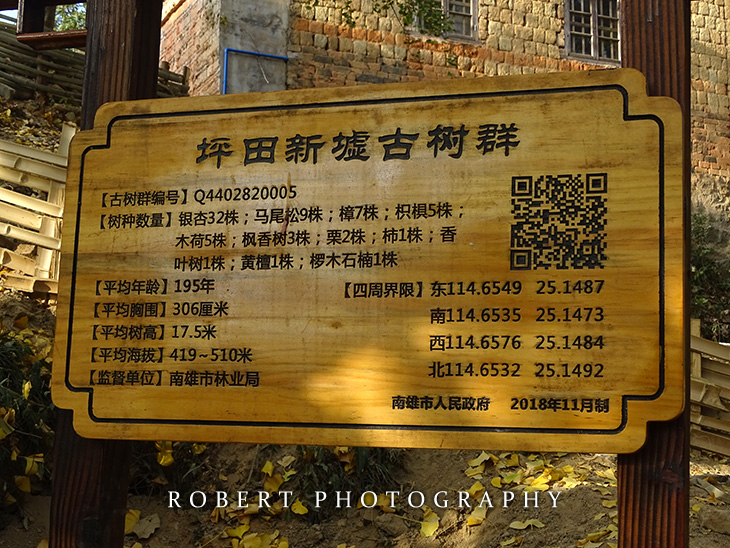 坪田新墟古树群
【古树群编号】Q4402820005
【树种数量】银杏32株；马尾松9株；樟7株；枳椇5株；
木荷5株；枫香树3株；栗2株；柿1株；香
叶树1株；黄檀1株；椤木石楠1株
【平均年龄】195年
【平均胸围】306厘米
【平均树高】17.5米
【平均海拔】419~510米
【监督单位】南雄市林业局
【四周界限】东114.6549 25.1487
南114.6535 25.1473
西114.6576 25.1484
北114.6532 25.1492
南雄市人民政府 2018年11月制
ROBERT PHOTOGRAPHY